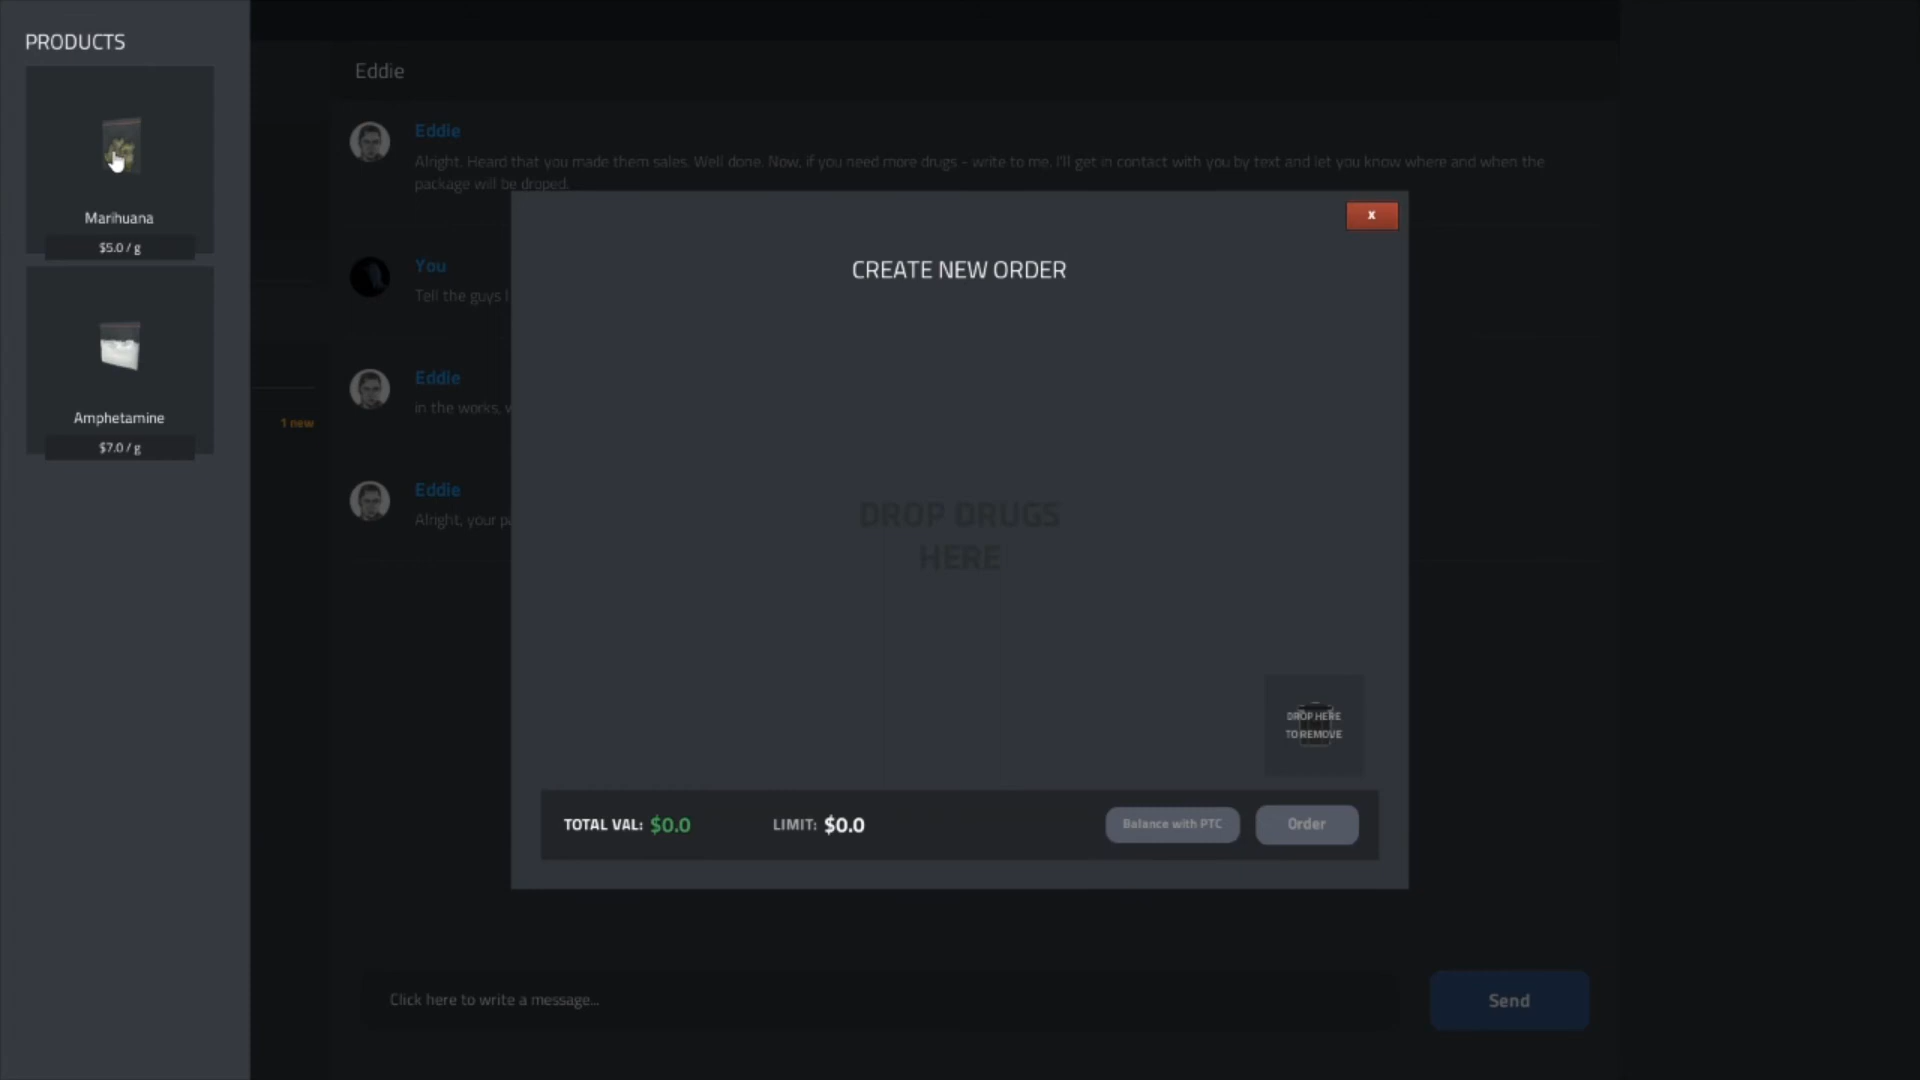 PRODUCTS
Marihuana
$5.0 / g
Amphetamine
$7.0 / g
1 new
Eddie
Eddie
Alright. Heard that you made them sales. Well done. Now, if you need more drugs - write to me. I'll get in contact with you by text and let you know where and when the
package will be droped.
You
Tell the guys I
Eddie
in the works, w
Eddie
Alright, your pa
x
CREATE NEW ORDER
DROP DRUGS
HERE
DROP HERE
TO REMOVE
TOTAL VAL: $0.0
LIMIT: $0.0
Balance with PTC
Order
Click here to write a message...
Send